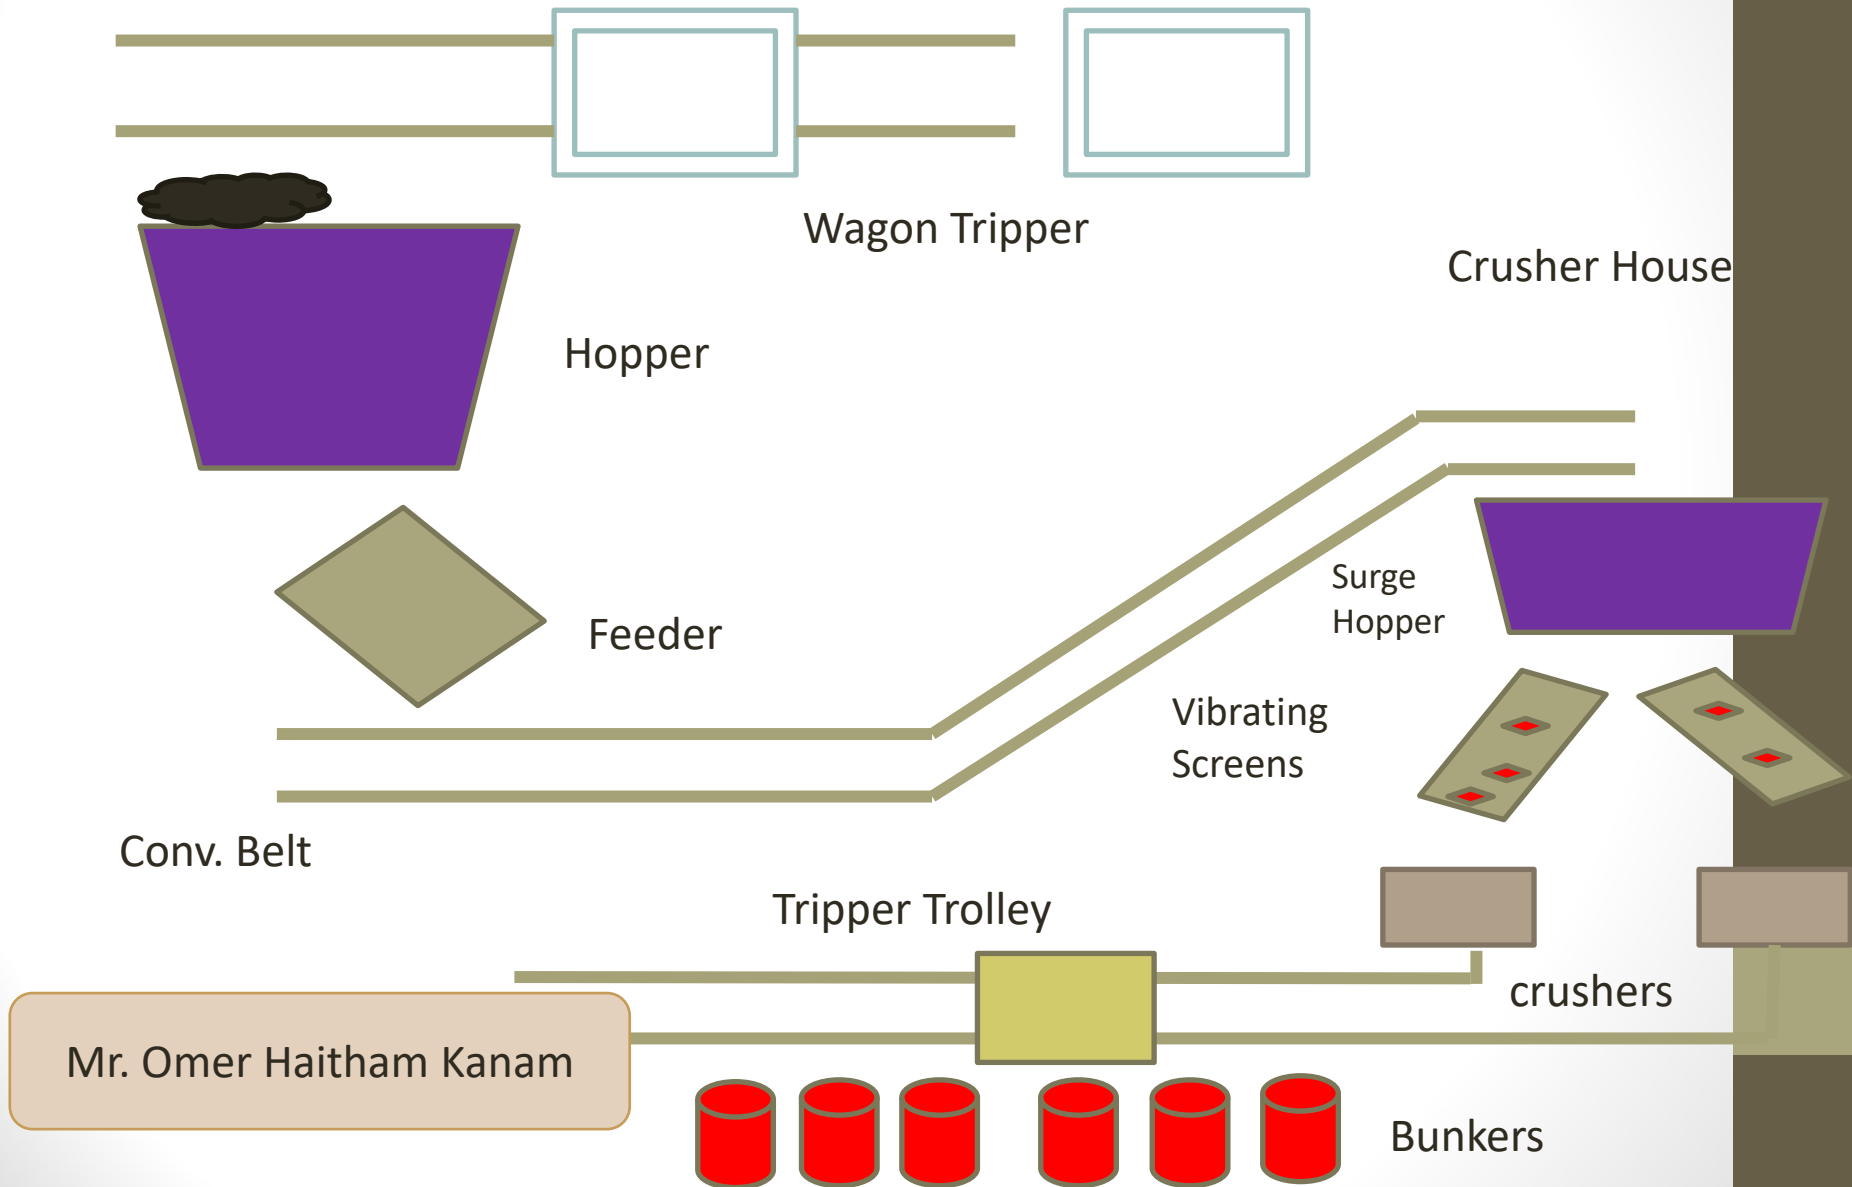 Wagon Tripper
Crusher House
Hopper
Surge
Hopper
Feeder
Vibrating
Screens
Conv. Belt
Tripper Trolley
crushers
Mr. Omer Haitham Kanam
Bunkers